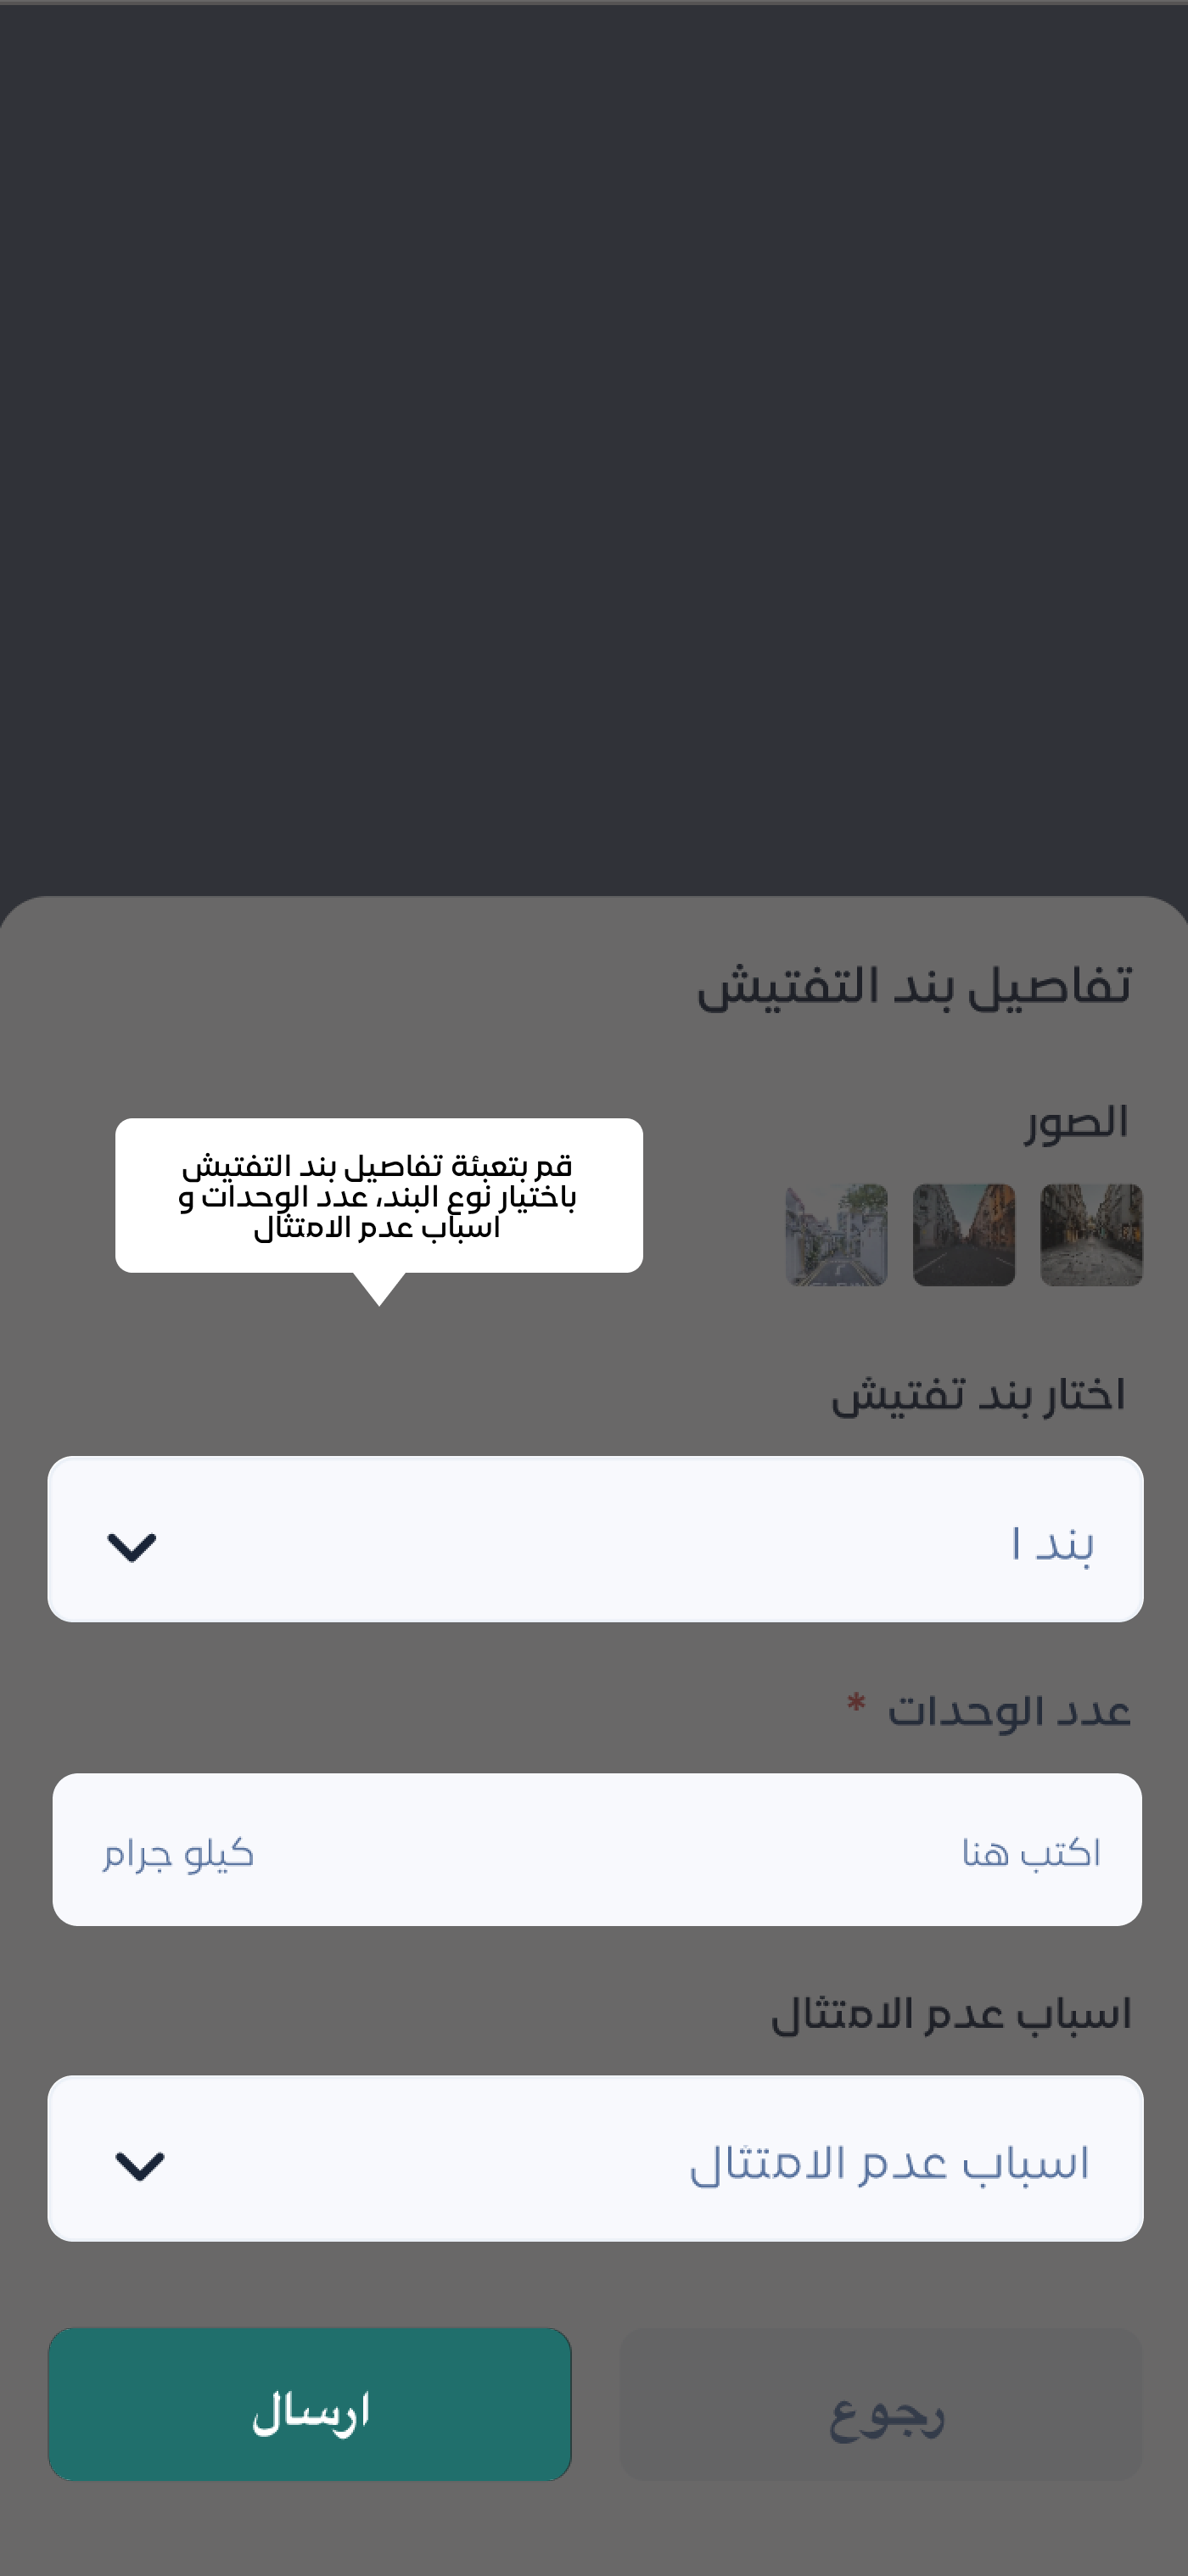 تفاصيل بند التفتيش
الصور
قم بتعبئة تفاصيل بند التفتيش
باختيار نوع البند، عدد الوحدات و
اسباب عدم الامتثال
اختار بند تفتيش
بند ا
عدد الوحدات *
اكتب هنا
كيلو جرام
اسباب عدم الامتثال
اسباب عدم الامتثال
رجوع
ارسال